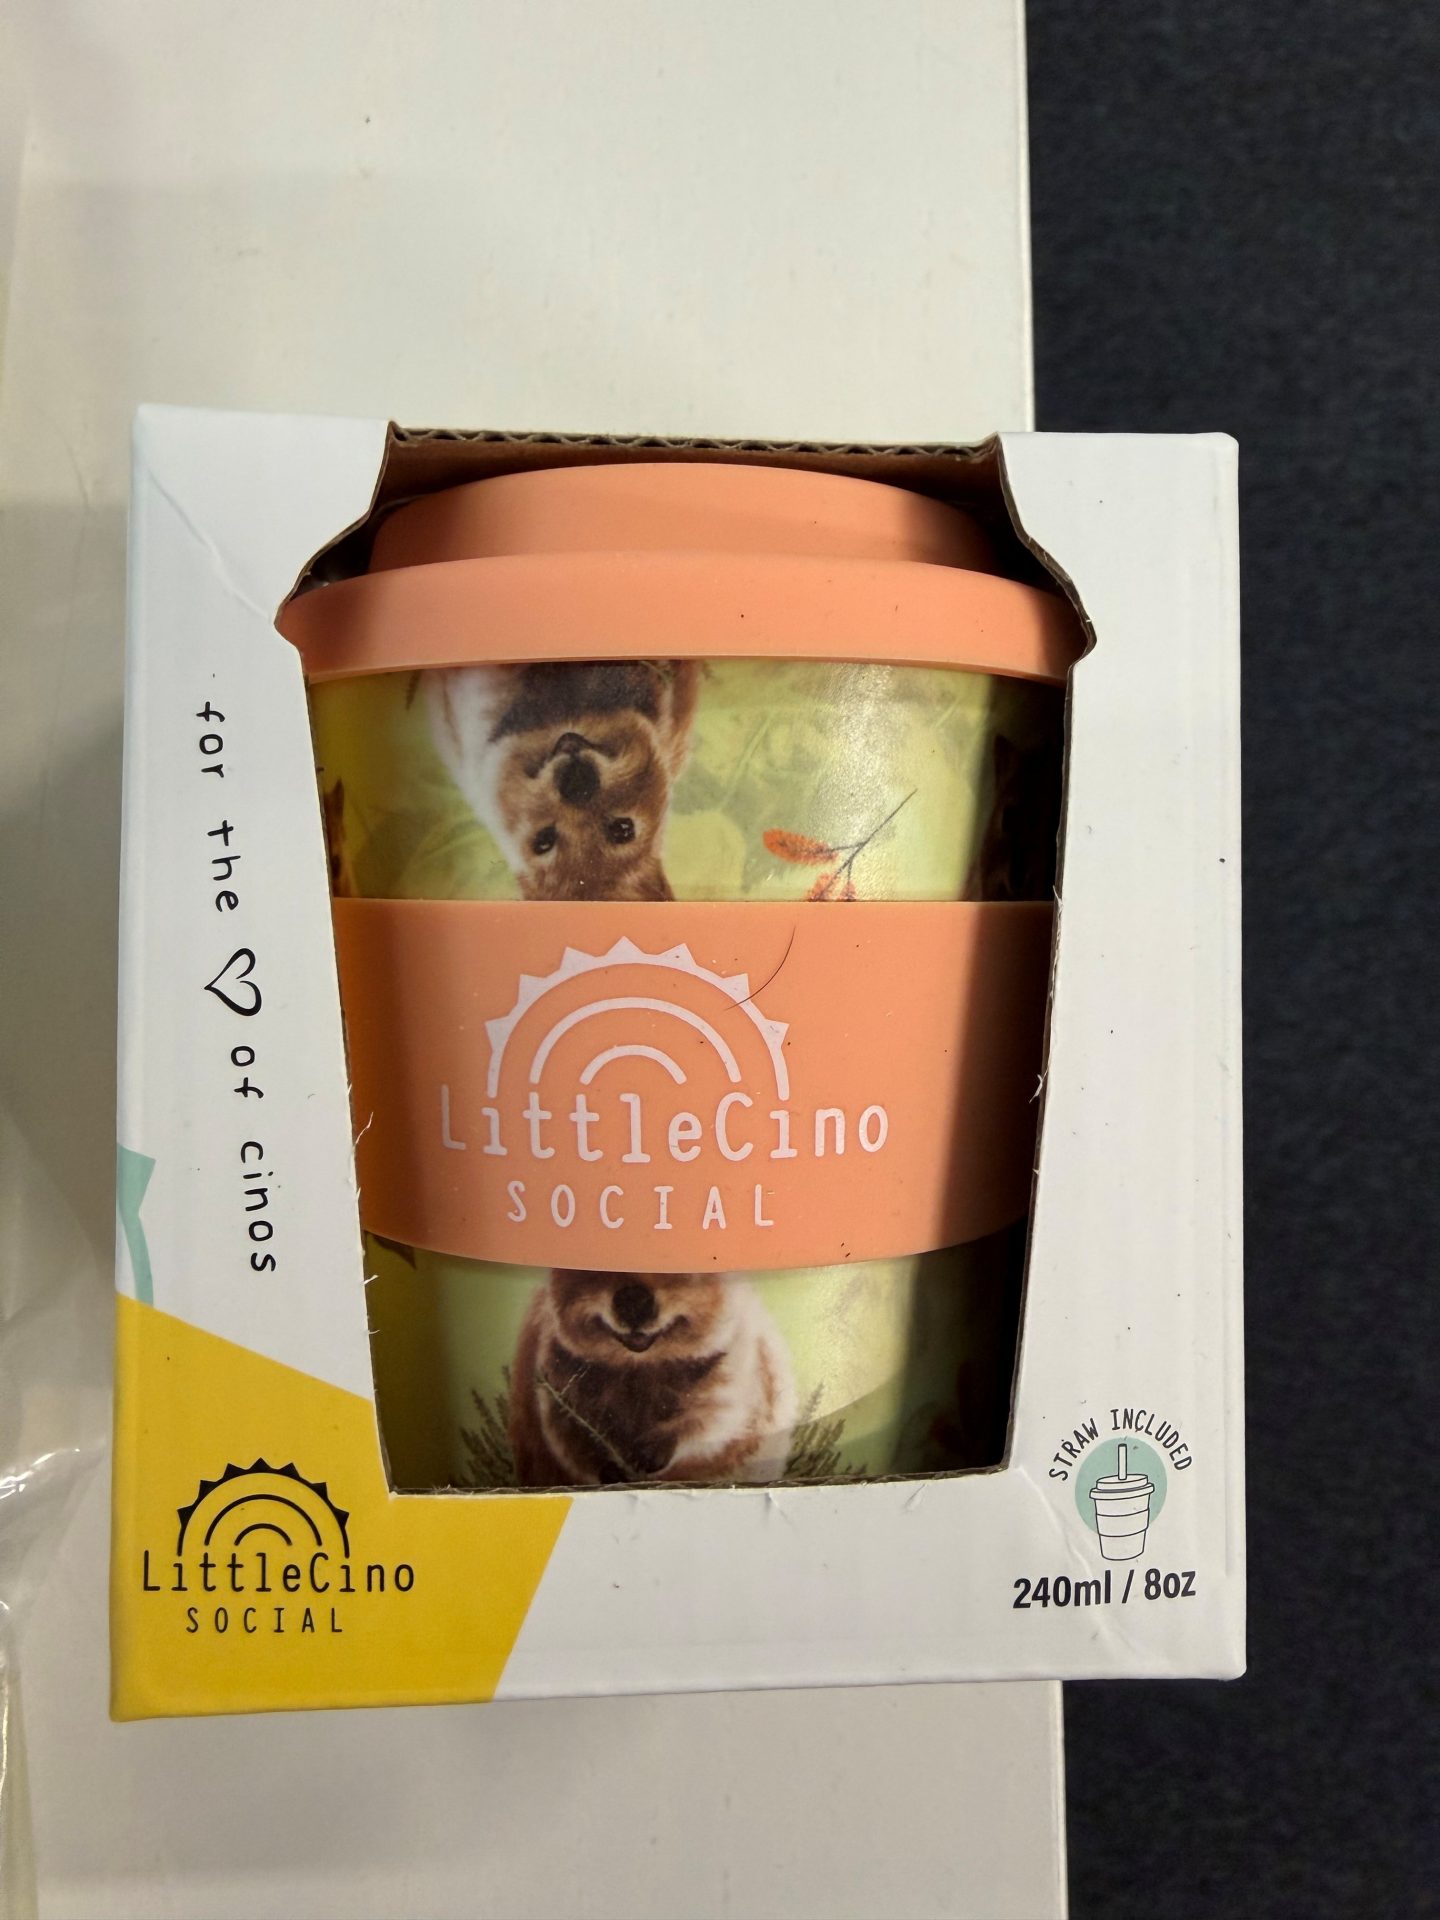 for the ♡ of cinos
LittleCino
SOCIAL
LittleCino
SOCIAL
STRAW INCLUDED
240ml / 8oz